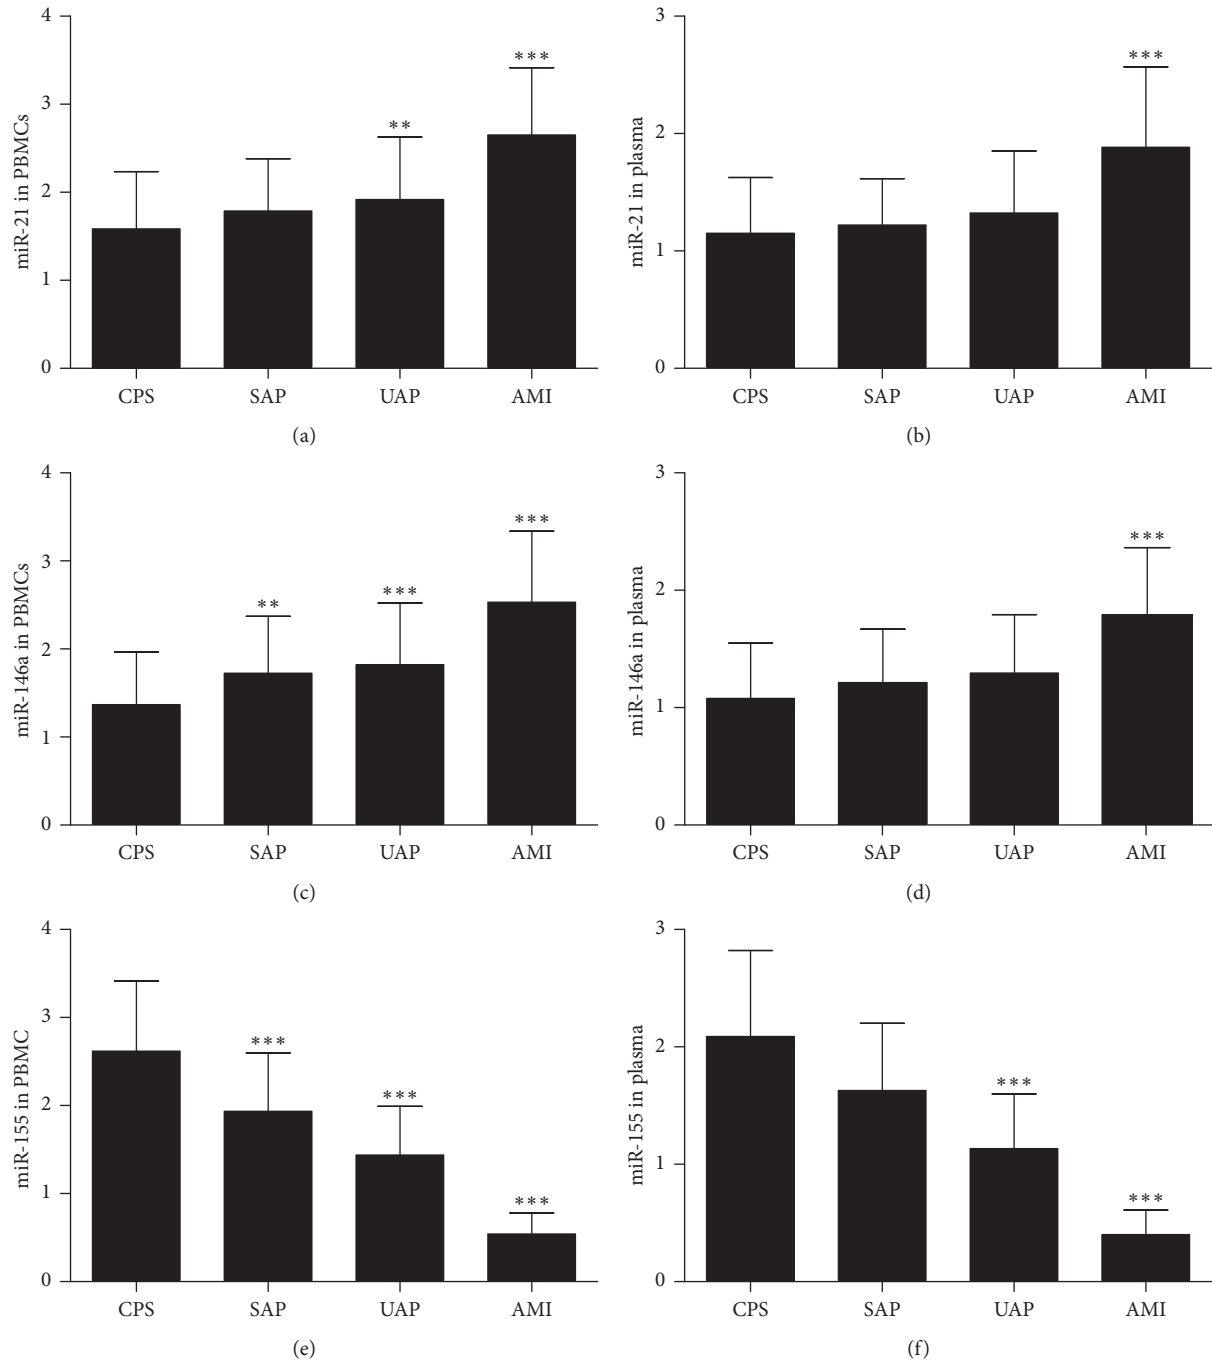 4
3
2
1
0
miR-21 in PBMCs
**
***
CPS SAP UAP AMI
(a)
3
2
1
0
miR-21 in plasma
***
CPS SAP UAP AMI
(b)
4
3
2
1
0
miR-146a in PBMCs
**
***
***
CPS SAP UAP AMI
(c)
3
2
1
0
miR-146a in plasma
***
CPS SAP UAP AMI
(d)
4
3
2
1
0
miR-155 in PBMC
***
***
***
CPS SAP UAP AMI
(e)
3
2
1
0
miR-155 in plasma
***
***
CPS SAP UAP AMI
(f)